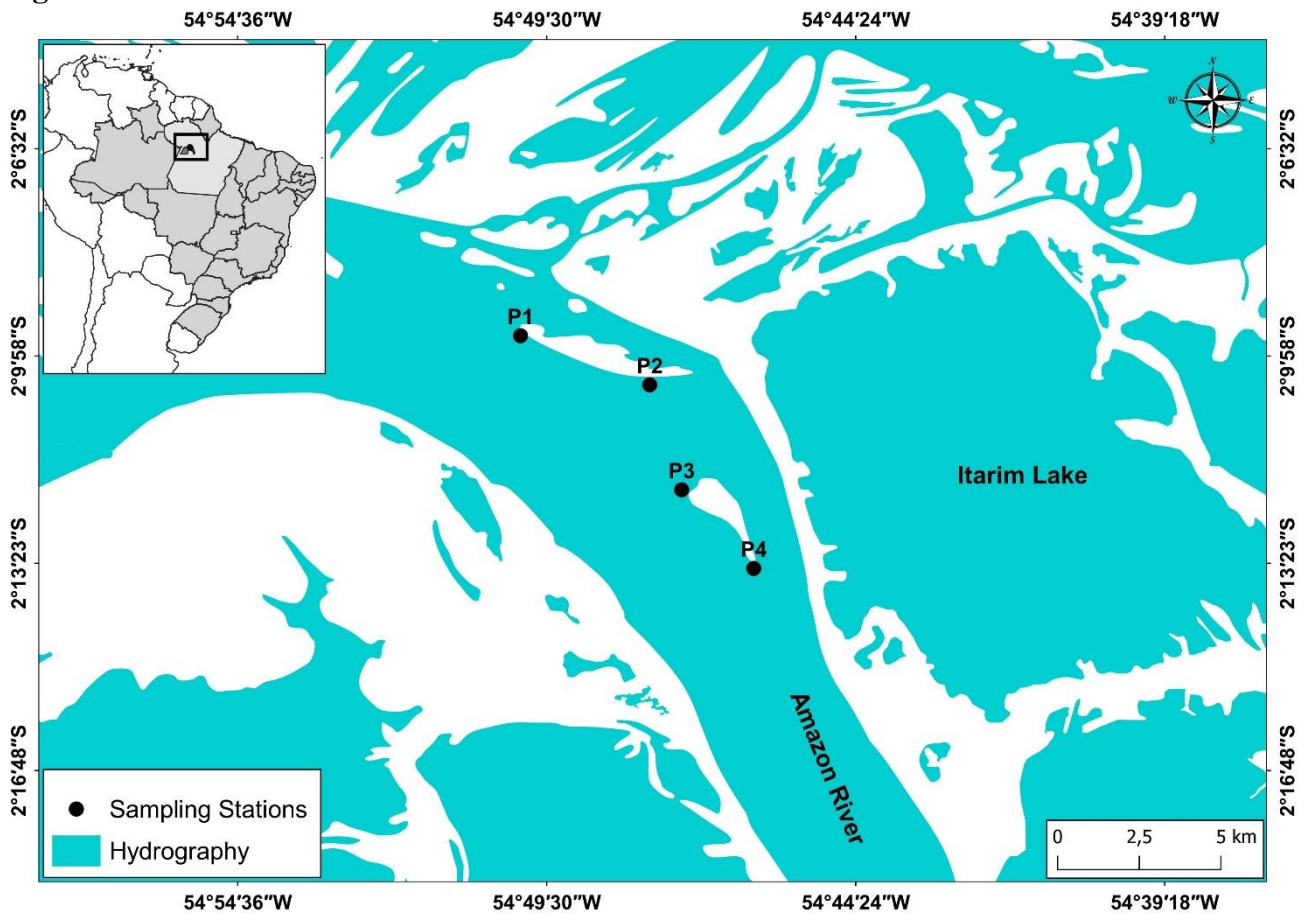 54°54'36"W 54°49'30"W 54°44'24"W 54°39'18"W
N
W E
S
2°6'32"S 2°6'32"S
P1
2°9'58"S 2°9'58"S
P2
P3
Itarim Lake
P4
2°13'23"S 2°13'23"S
Amazon River
2°16'48"S 2°16'48"S
Sampling Stations
Hydrography
0 2,5 5 km
54°54'36"W 54°49'30"W 54°44'24"W 54°39'18"W